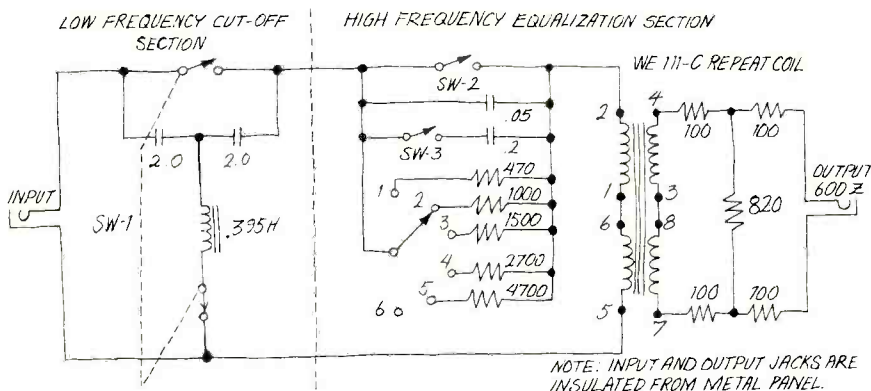 LOW FREQUENCY CUT-OFF
SECTION
HIGH FREQUENCY EQUALIZATION SECTION
WE 111-C REPEAT COIL
SW-2
.05
2.0
2.0
SW-3
.2
INPUT
SW-1
.395H
1
2
3
4
5
6
470
1000
1500
2700
4700
2
4
1
3
6
8
5
7
100
100
820
100
100
OUTPUT
600 Z
NOTE: INPUT AND OUTPUT JACKS ARE
INSULATED FROM METAL PANEL.